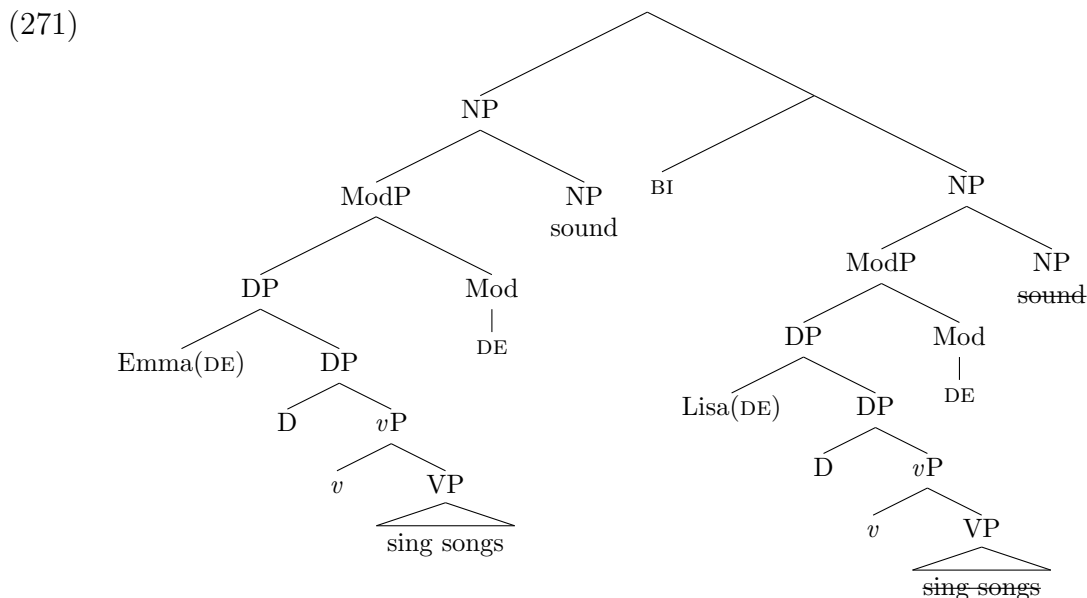 (271)
NP
ModP NP BI NP
sound
DP Mod ModP NP
sound
Emma(DE) DP DE DP Mod
D vP Lisa(DE) DP DE
v VP D vP
sing songs v VP
sing songs